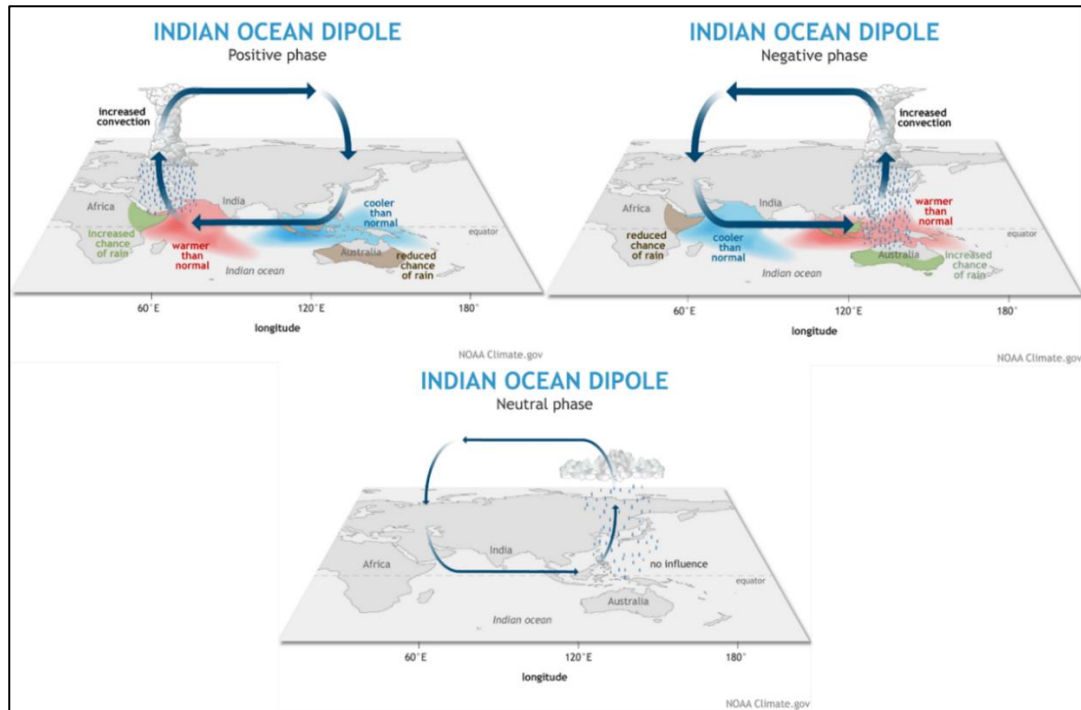 INDIAN OCEAN DIPOLE
Positive phase
increased
convection
Africa
India
cooler
than
normal
increased
chance
of rain
warmer
than
normal
equator
Australia
reduced
chance
of rain
Indian ocean
60°E
120°E
180°
longitude
NOAA Climate.gov
INDIAN OCEAN DIPOLE
Negative phase
increased
convection
Africa
India
warmer
than
normal
reduced
chance
of rain
cooler
than
normal
equator
Australia
increased
chance
of rain
Indian ocean
60°E
120°E
180°
longitude
NOAA Climate.gov
INDIAN OCEAN DIPOLE
Neutral phase
Africa
India
no influence
equator
Australia
Indian ocean
60°E
120°E
180°
longitude
NOAA Climate.gov